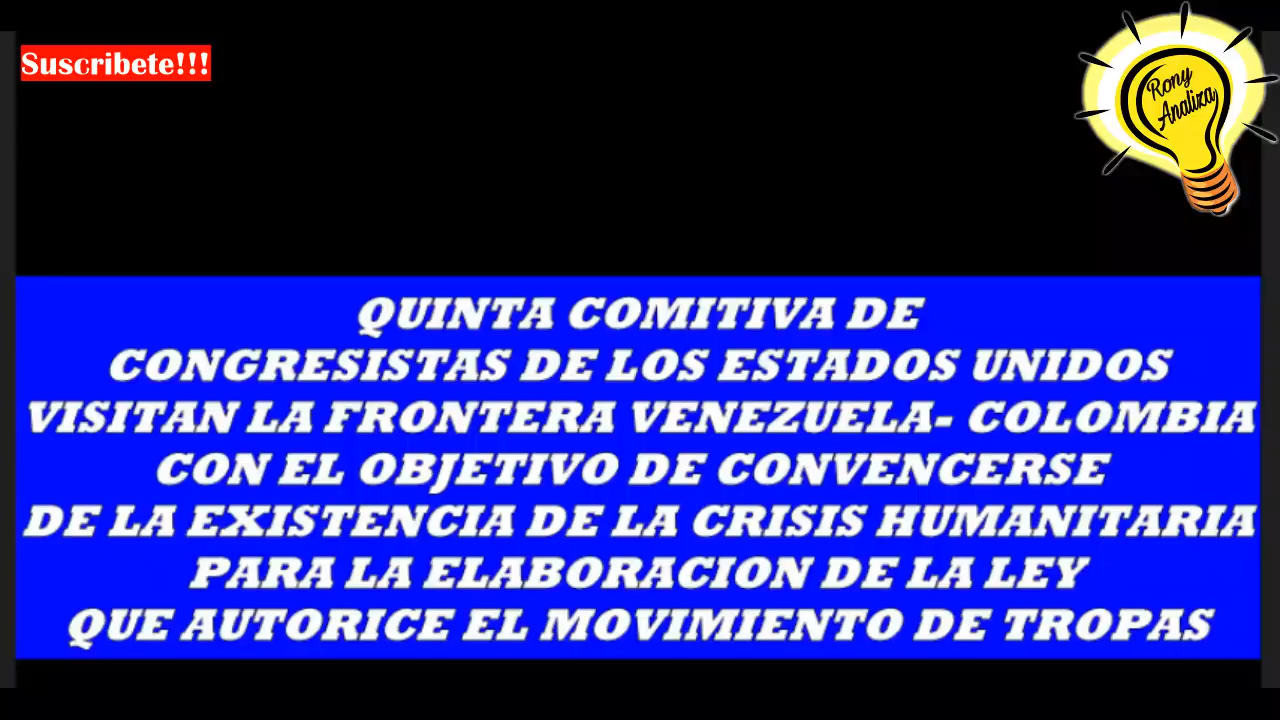 Suscribete!!!
Rony
Analiza
QUINTA COMITIVA DE
CONGRESISTAS DE LOS ESTADOS UNIDOS
VISITAN LA FRONTERA VENEZUELA- COLOMBIA
CON EL OBJETIVO DE CONVENCERSE
DE LA EXISTENCIA DE LA CRISIS HUMANITARIA
PARA LA ELABORACION DE LA LEY
QUE AUTORICE EL MOVIMIENTO DE TROPAS